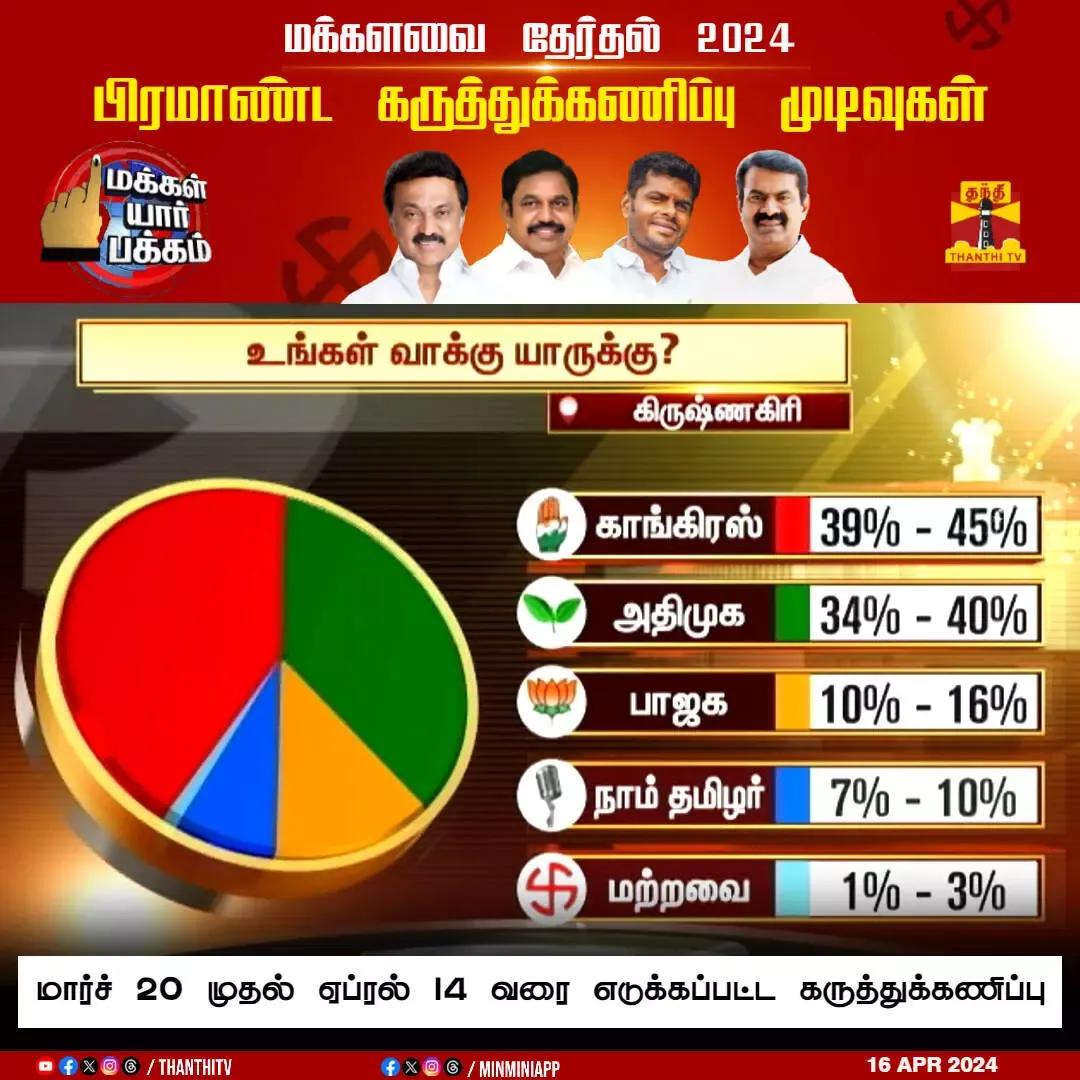 மக்களவை தேர்தல் 2024
பிரமாண்ட கருத்துக்கணிப்பு முடிவுகள்
மக்கள்
யார்
பக்கம்
தந்தி
THANTHI TV
உங்கள் வாக்கு யாருக்கு?
கிருஷ்ணகிரி
காங்கிரஸ் 39% - 45%
அதிமுக 34% - 40%
பாஜக 10% - 16%
நாம் தமிழர் 7% - 10%
மற்றவை 1% - 3%
மார்ச் 20 முதல் ஏப்ரல் 14 வரை எடுக்கப்பட்ட கருத்துக்கணிப்பு
/ THANTHITV / MINMINIAPP 16 APR 2024